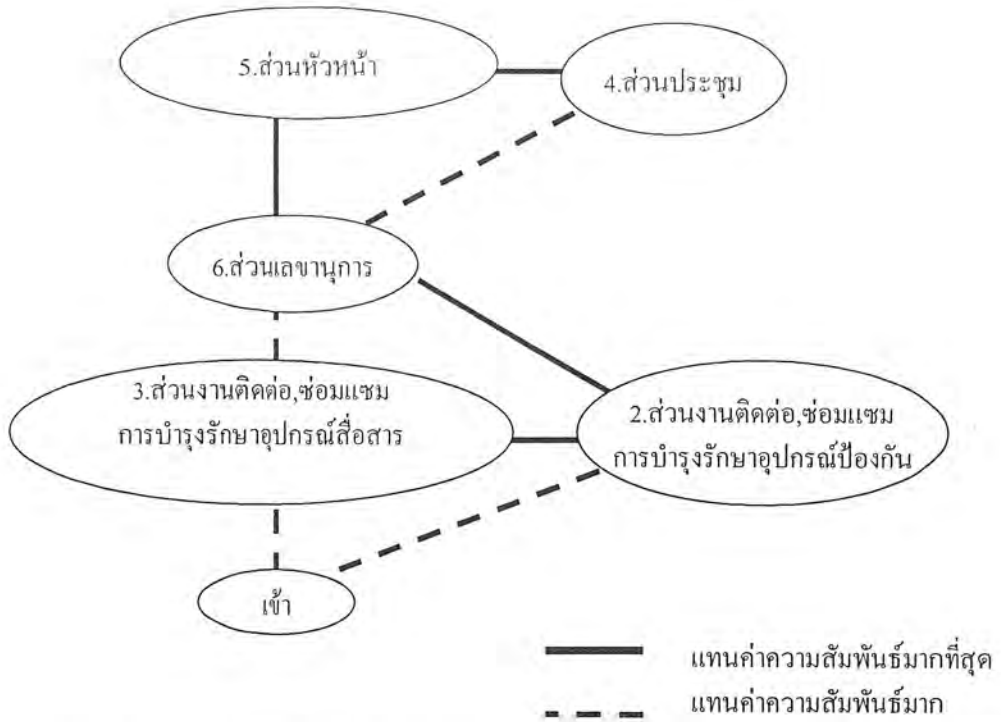 5.ส่วนหัวหน้า
4.ส่วนประชุม
6.ส่วนเลขานุการ
3.ส่วนงานติดต่อ,ซ่อมแซม
การบำรุงรักษาอุปกรณ์สื่อสาร
2.ส่วนงานติดต่อ,ซ่อมแซม
การบำรุงรักษาอุปกรณ์ป้องกัน
เข้า
แทนค่าความสัมพันธ์มากที่สุด
แทนค่าความสัมพันธ์มาก